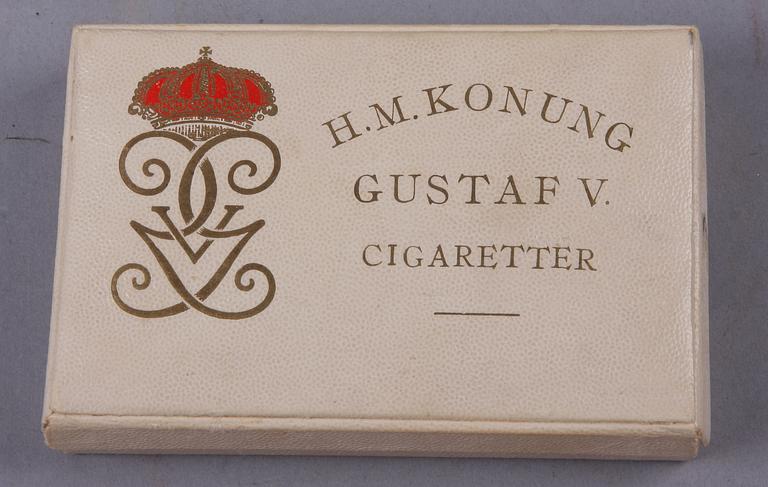 H.M. KONUNG
GUSTAF V.
CIGARETTER